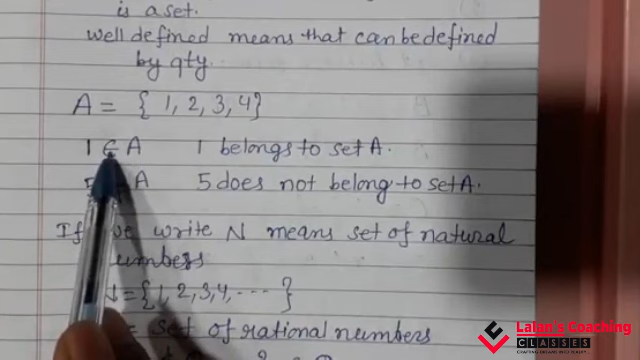 is a set.
well defined means that can be defined
by qty.
A = { 1, 2, 3, 4}
1 ∈ A 1 belongs to set A.
5 A 5 does not belong to set A.
If we write N means set of natural
numbers
= {1, 2, 3, 4, ---- }
= set of rational numbers
Lalan's Coaching
CLASSES